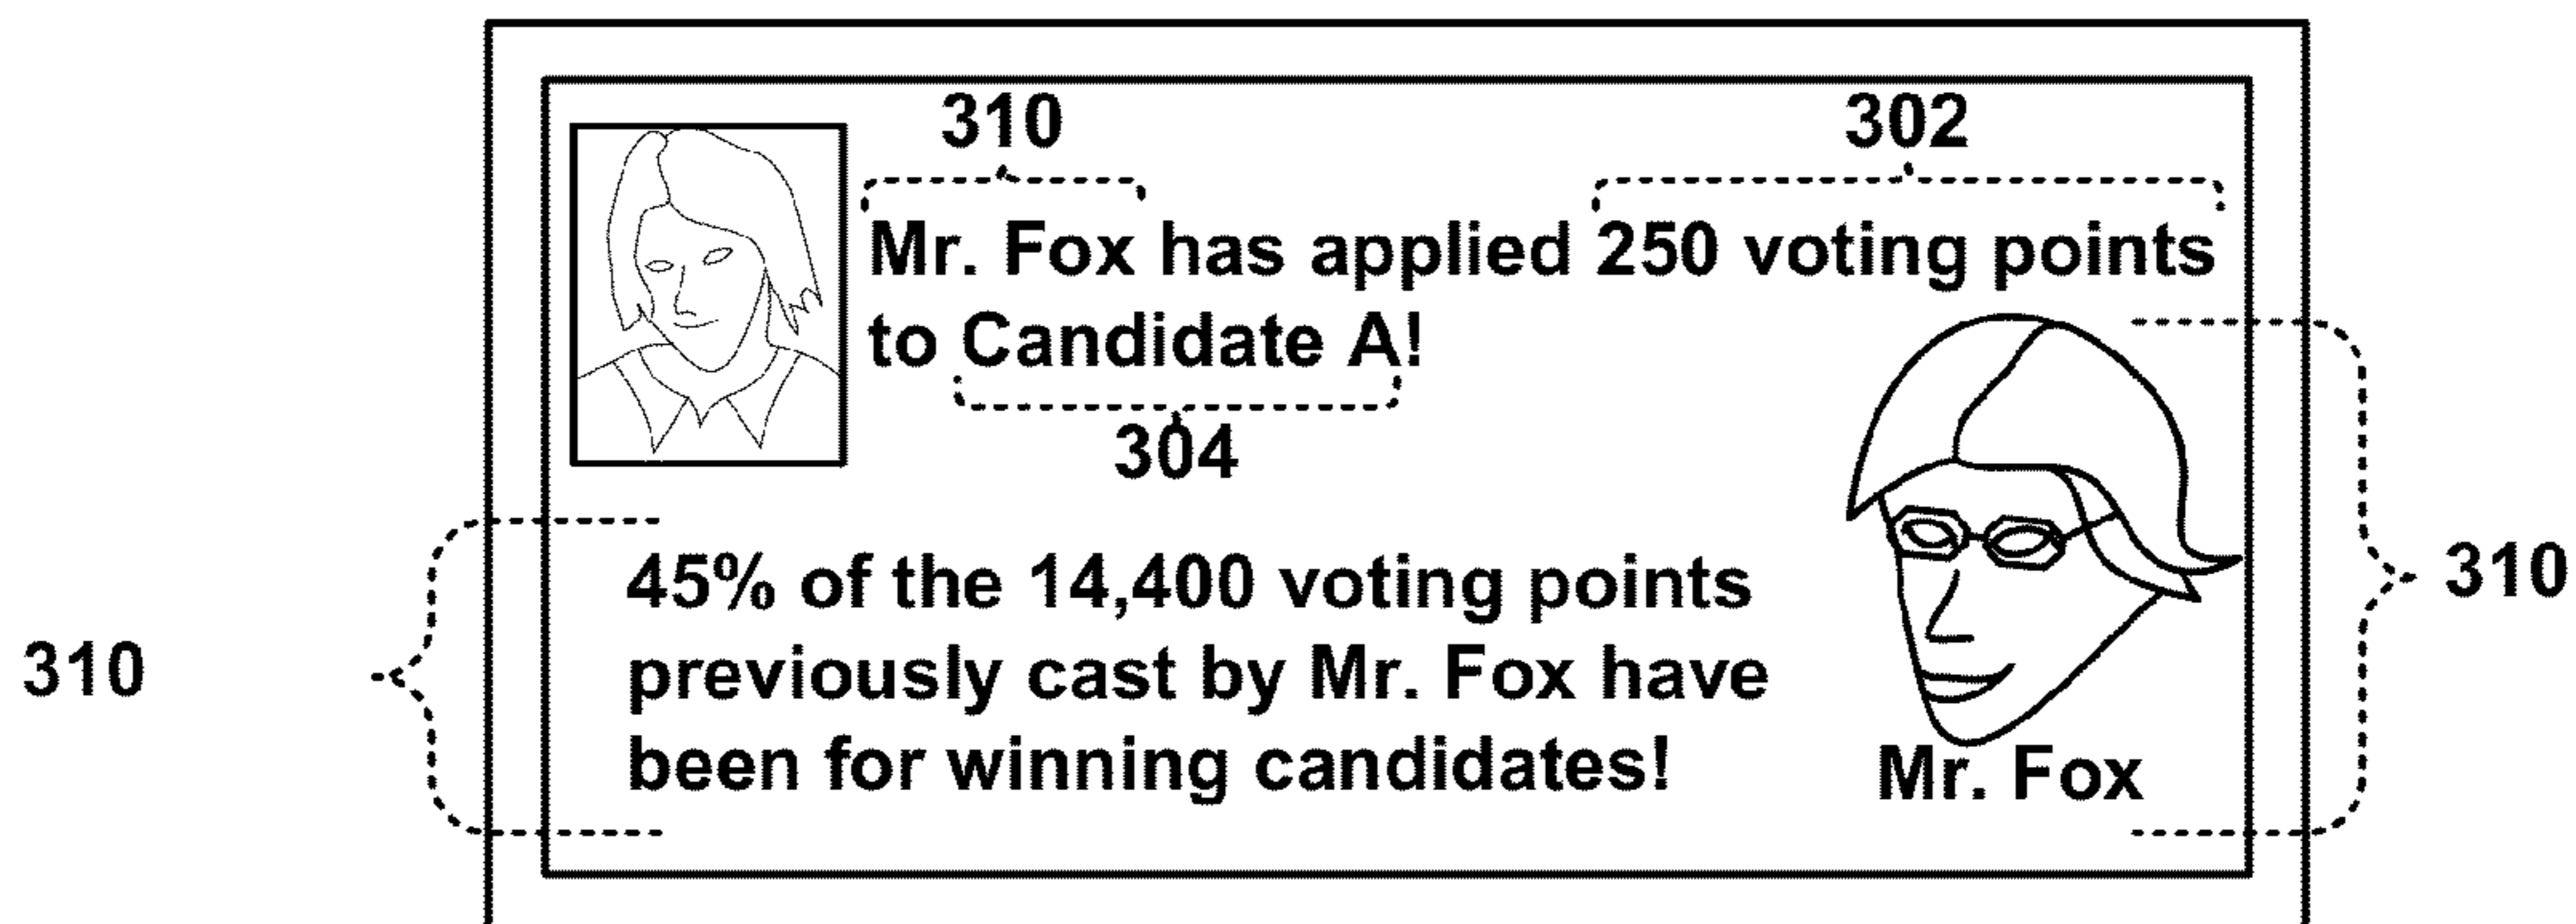 310
302
Mr. Fox has applied 250 voting points
to Candidate A!
304
45% of the 14,400 voting points
previously cast by Mr. Fox have
been for winning candidates!
310
310
Mr. Fox